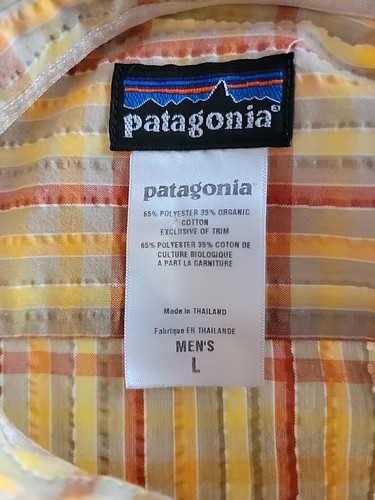 patagonia®
patagonia®
65% POLYESTER 35% ORGANIC
COTTON
EXCLUSIVE OF TRIM
65% POLYESTER 35% COTON DE
CULTURE BIOLOGIQUE
A PART LA GARNITURE
Made in THAILAND
Fabrique EN THAILANDE
MEN'S
L